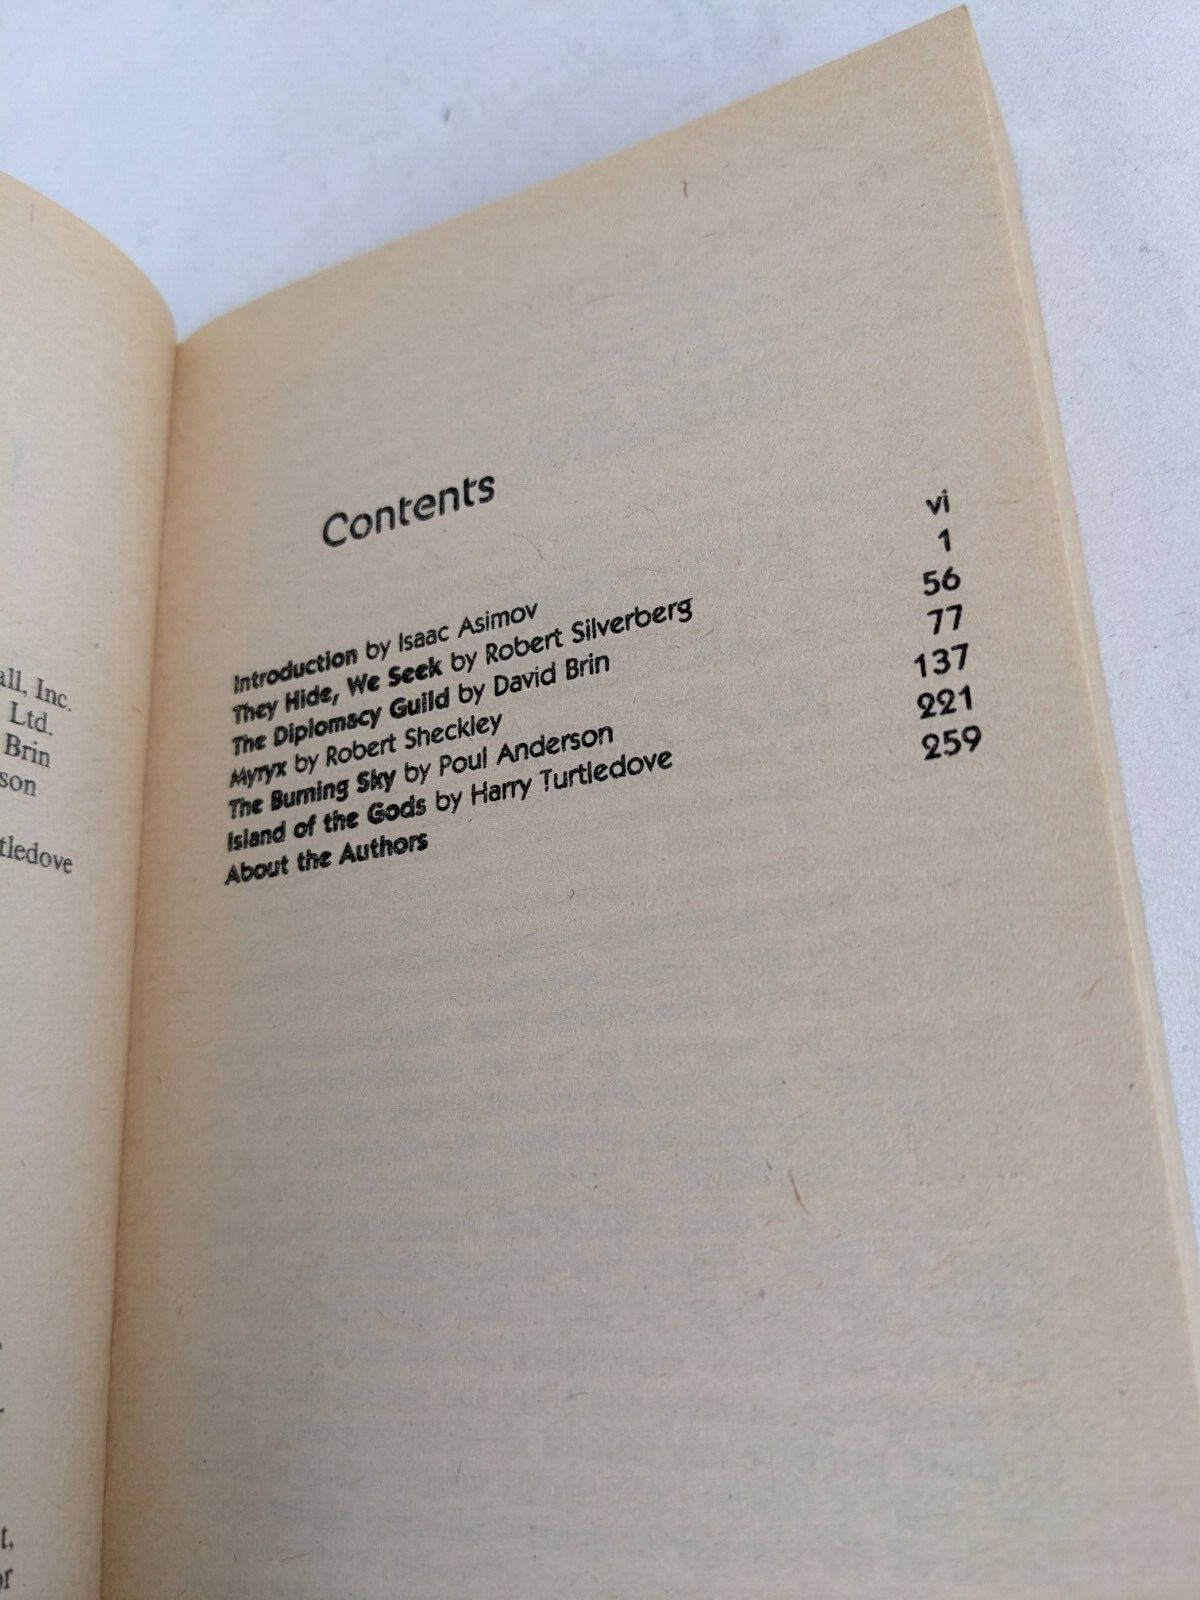 all, Inc.
Ltd.
Brin
son
tledove
t,
or
Contents
Introduction by Isaac Asimov vi
They Hide, We Seek by Robert Silverberg 1
The Diplomacy Guild by David Brin 56
Myryx by Robert Sheckley 77
The Burning Sky by Poul Anderson 137
Island of the Gods by Harry Turtledove 221
About the Authors 259